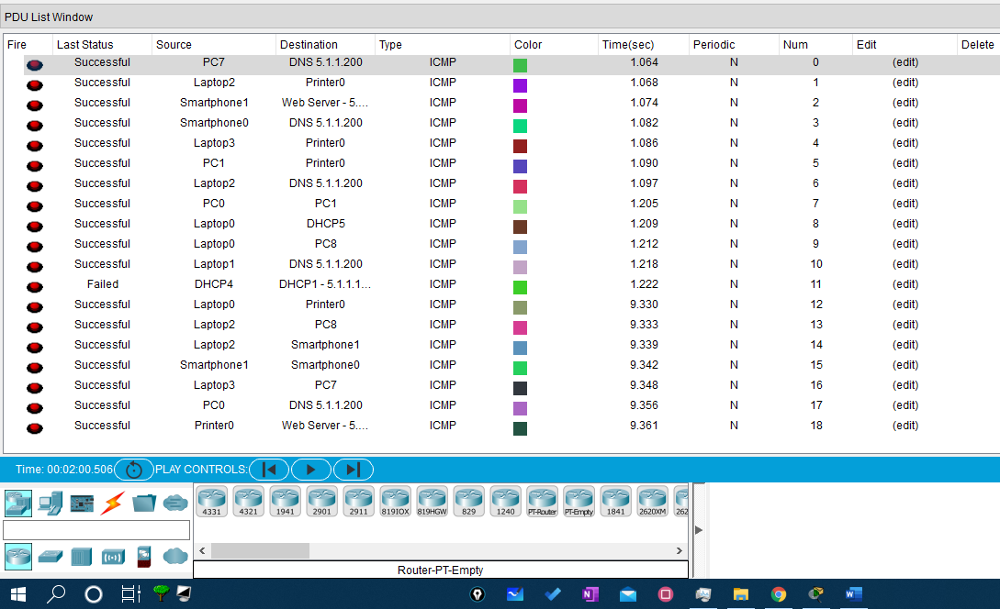 PDU List Window
Fire Last Status Source Destination Type Color Time(sec) Periodic Num Edit Delete
Successful PC7 DNS 5.1.1.200 ICMP 1.064 N 0 (edit)
Successful Laptop2 Printer0 ICMP 1.068 N 1 (edit)
Successful Smartphone1 Web Server - 5.... ICMP 1.074 N 2 (edit)
Successful Smartphone0 DNS 5.1.1.200 ICMP 1.082 N 3 (edit)
Successful Laptop3 Printer0 ICMP 1.086 N 4 (edit)
Successful PC1 Printer0 ICMP 1.090 N 5 (edit)
Successful Laptop2 DNS 5.1.1.200 ICMP 1.097 N 6 (edit)
Successful PC0 PC1 ICMP 1.205 N 7 (edit)
Successful Laptop0 DHCP5 ICMP 1.209 N 8 (edit)
Successful Laptop0 PC8 ICMP 1.212 N 9 (edit)
Successful Laptop1 DNS 5.1.1.200 ICMP 1.218 N 10 (edit)
Failed DHCP4 DHCP1 - 5.1.1.1... ICMP 1.222 N 11 (edit)
Successful Laptop0 Printer0 ICMP 9.330 N 12 (edit)
Successful Laptop2 PC8 ICMP 9.333 N 13 (edit)
Successful Laptop2 Smartphone1 ICMP 9.339 N 14 (edit)
Successful Smartphone1 Smartphone0 ICMP 9.342 N 15 (edit)
Successful Laptop3 PC7 ICMP 9.348 N 16 (edit)
Successful PC0 DNS 5.1.1.200 ICMP 9.356 N 17 (edit)
Successful Printer0 Web Server - 5.... ICMP 9.361 N 18 (edit)
Time: 00:02:00.506 PLAY CONTROLS:
4331 4321 1941 2901 2911 819IOX 819HGW 829 1240 PT-Router PT-Empty 1841 2620XM 262
Router-PT-Empty